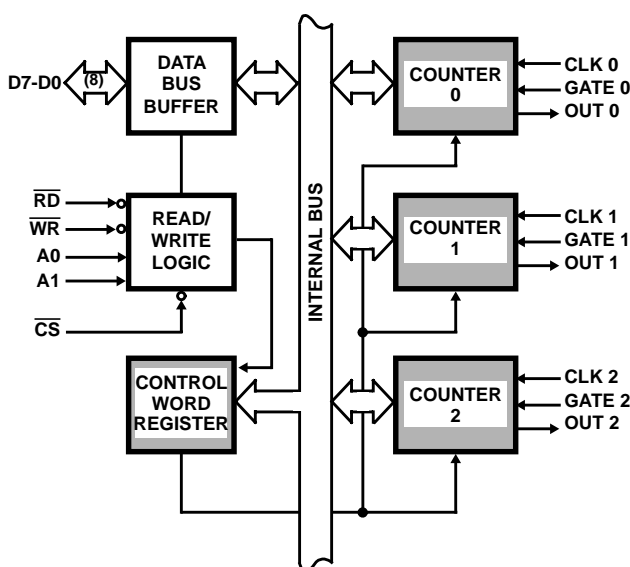 D7-D0
(8)
DATA
BUS
BUFFER
RD
WR
A0
A1
CS
READ/
WRITE
LOGIC
CONTROL
WORD
REGISTER
INTERNAL BUS
COUNTER
0
CLK 0
GATE 0
OUT 0
COUNTER
1
CLK 1
GATE 1
OUT 1
COUNTER
2
CLK 2
GATE 2
OUT 2